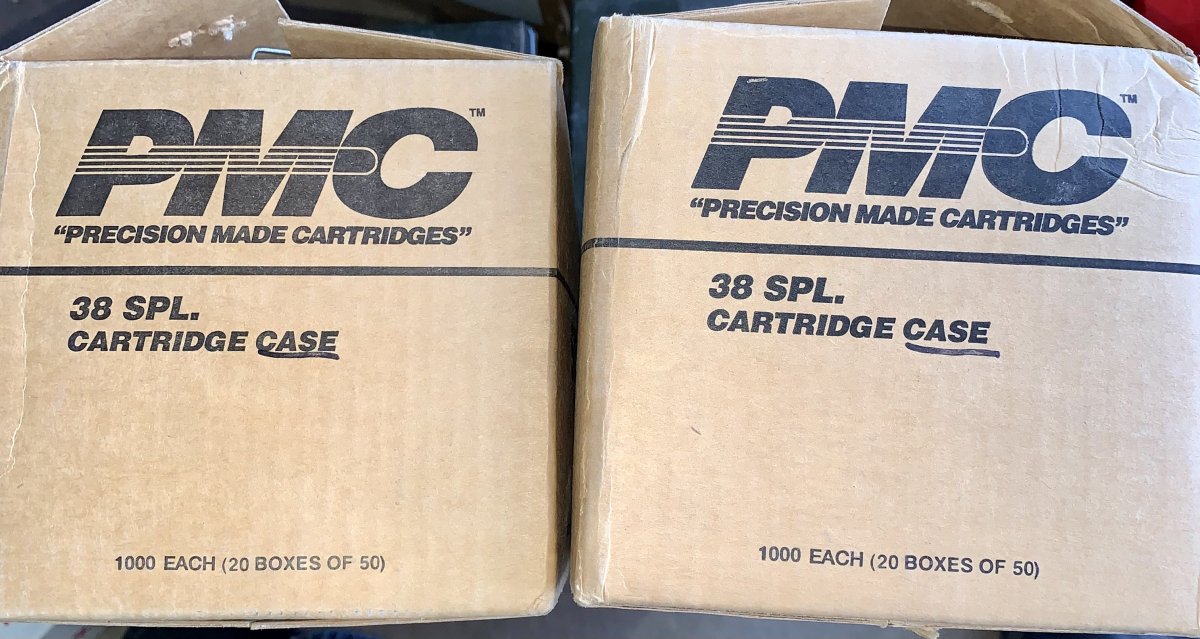 PMC™
"PRECISION MADE CARTRIDGES"
38 SPL.
CARTRIDGE CASE
1000 EACH (20 BOXES OF 50)
PMC™
"PRECISION MADE CARTRIDGES"
38 SPL.
CARTRIDGE CASE
1000 EACH (20 BOXES OF 50)